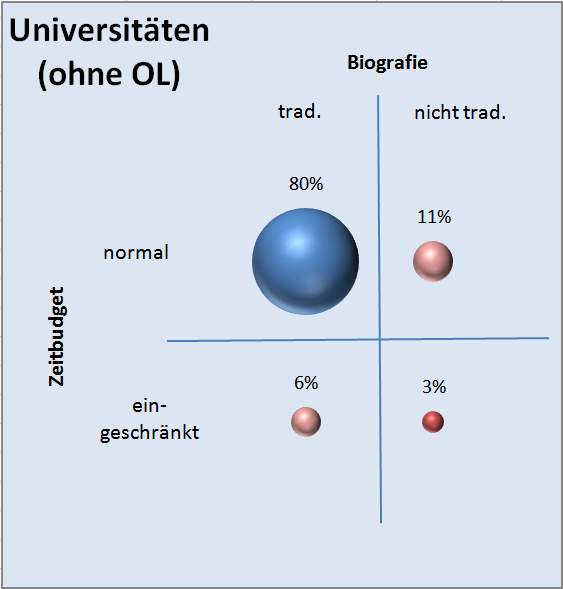 Universitäten
(ohne OL)
Biografie
trad.
nicht trad.
80%
11%
normal
Zeitbudget
6%
3%
ein-
geschränkt